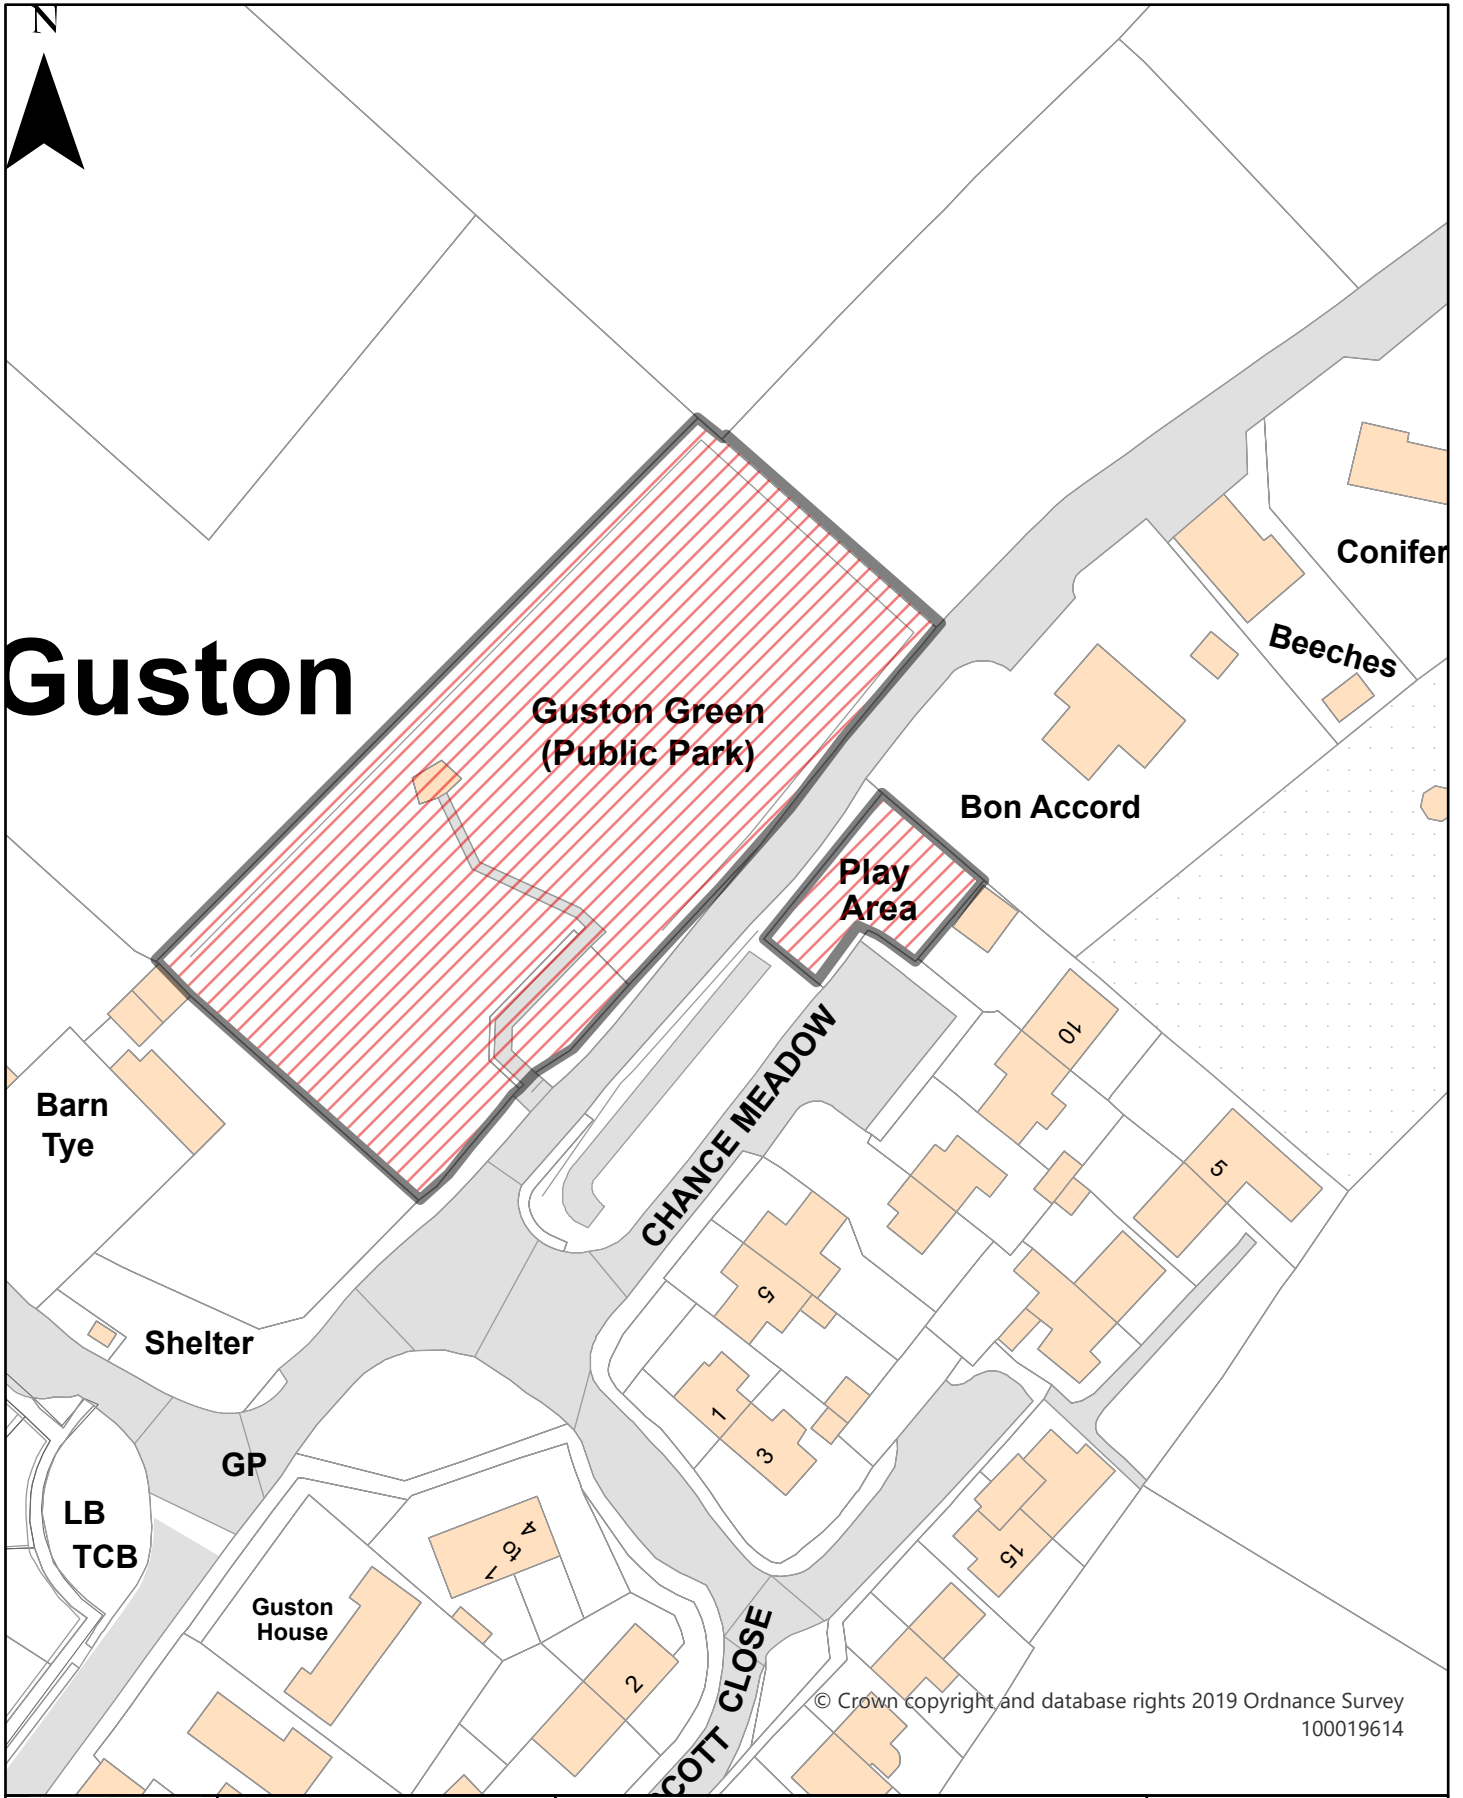 N
Conifer
Beeches
Guston
Guston Green
(Public Park)
Bon Accord
Play
Area
CHANCE MEADOW
10
Barn
Tye
5
5
Shelter
1
3
GP
LB
TCB
1 to 4
15
Guston
House
2
SCOTT CLOSE
© Crown copyright and database rights 2019 Ordnance Survey
100019614